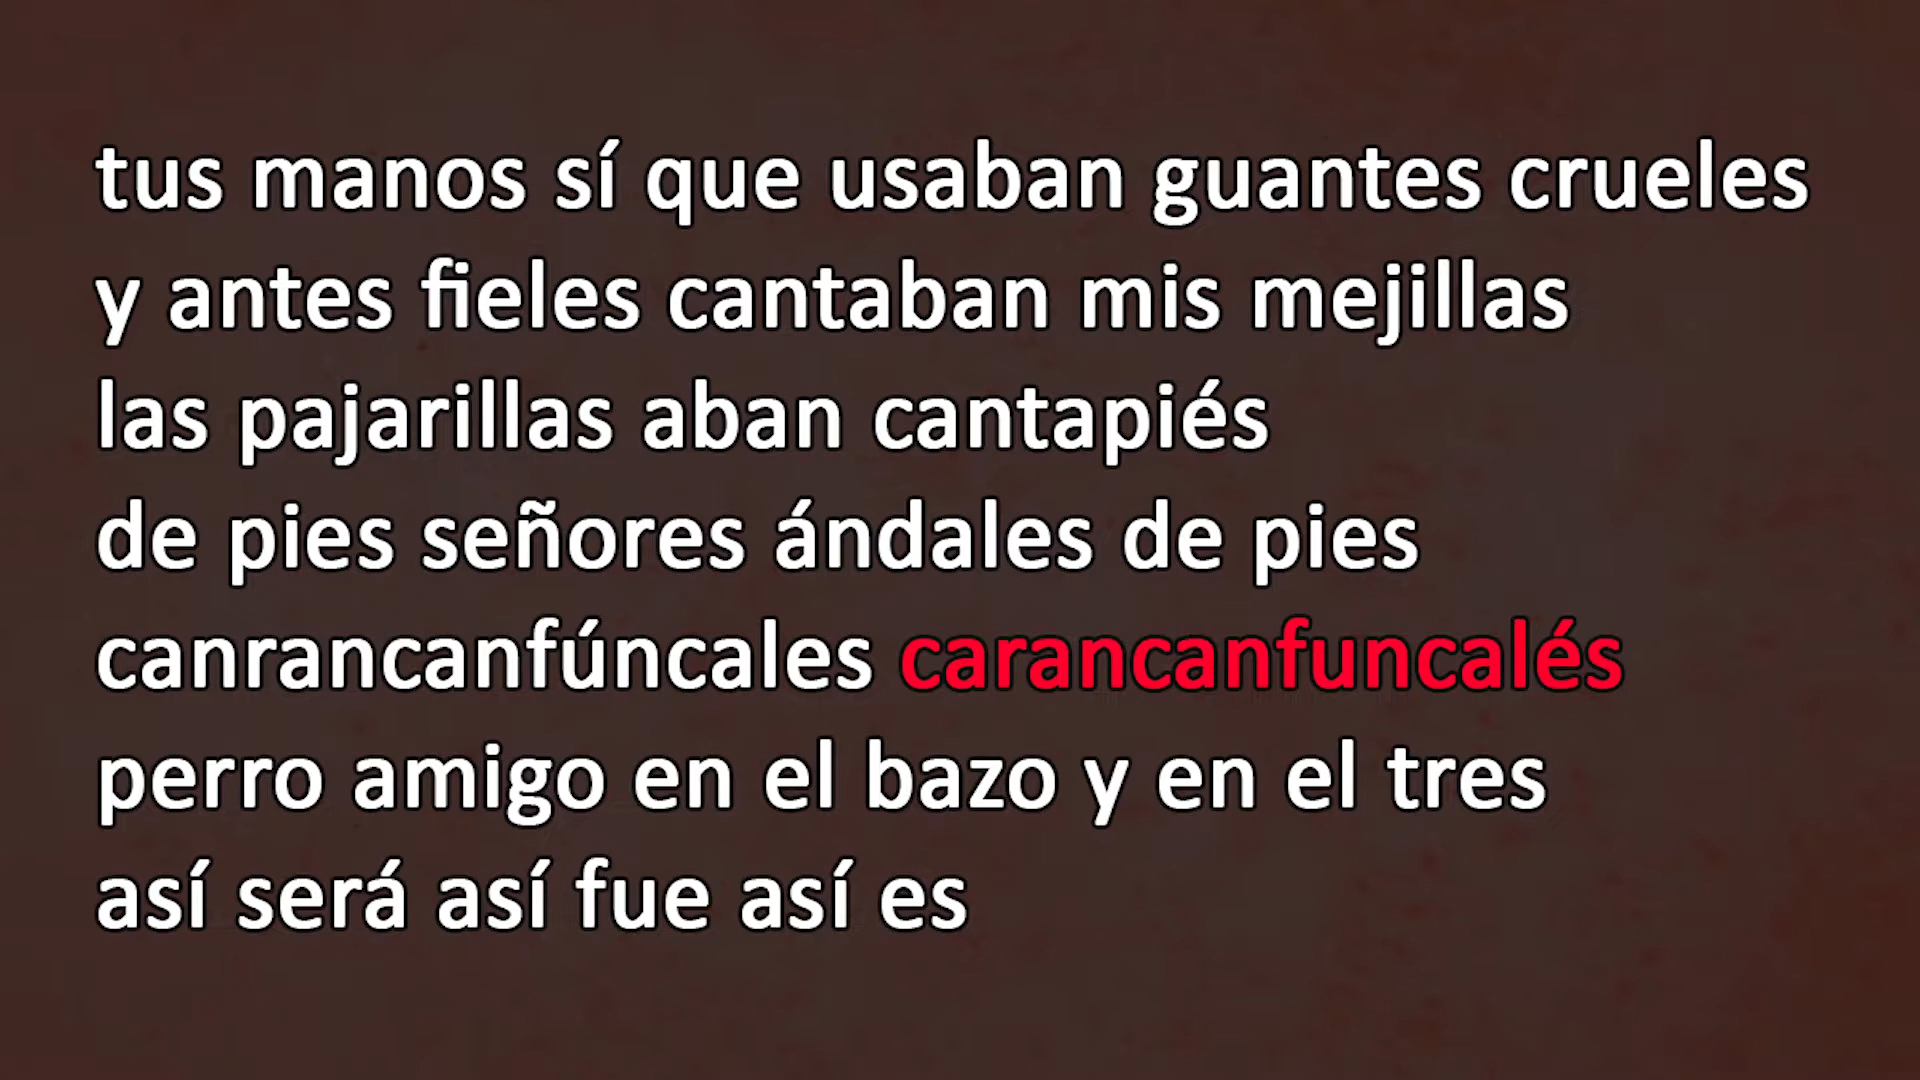 tus manos sí que usaban guantes crueles
y antes fieles cantaban mis mejillas
las pajarillas aban cantapiés
de pies señores ándales de pies
canrancanfúncales carancanfuncalés
perro amigo en el bazo y en el tres
así será así fue así es